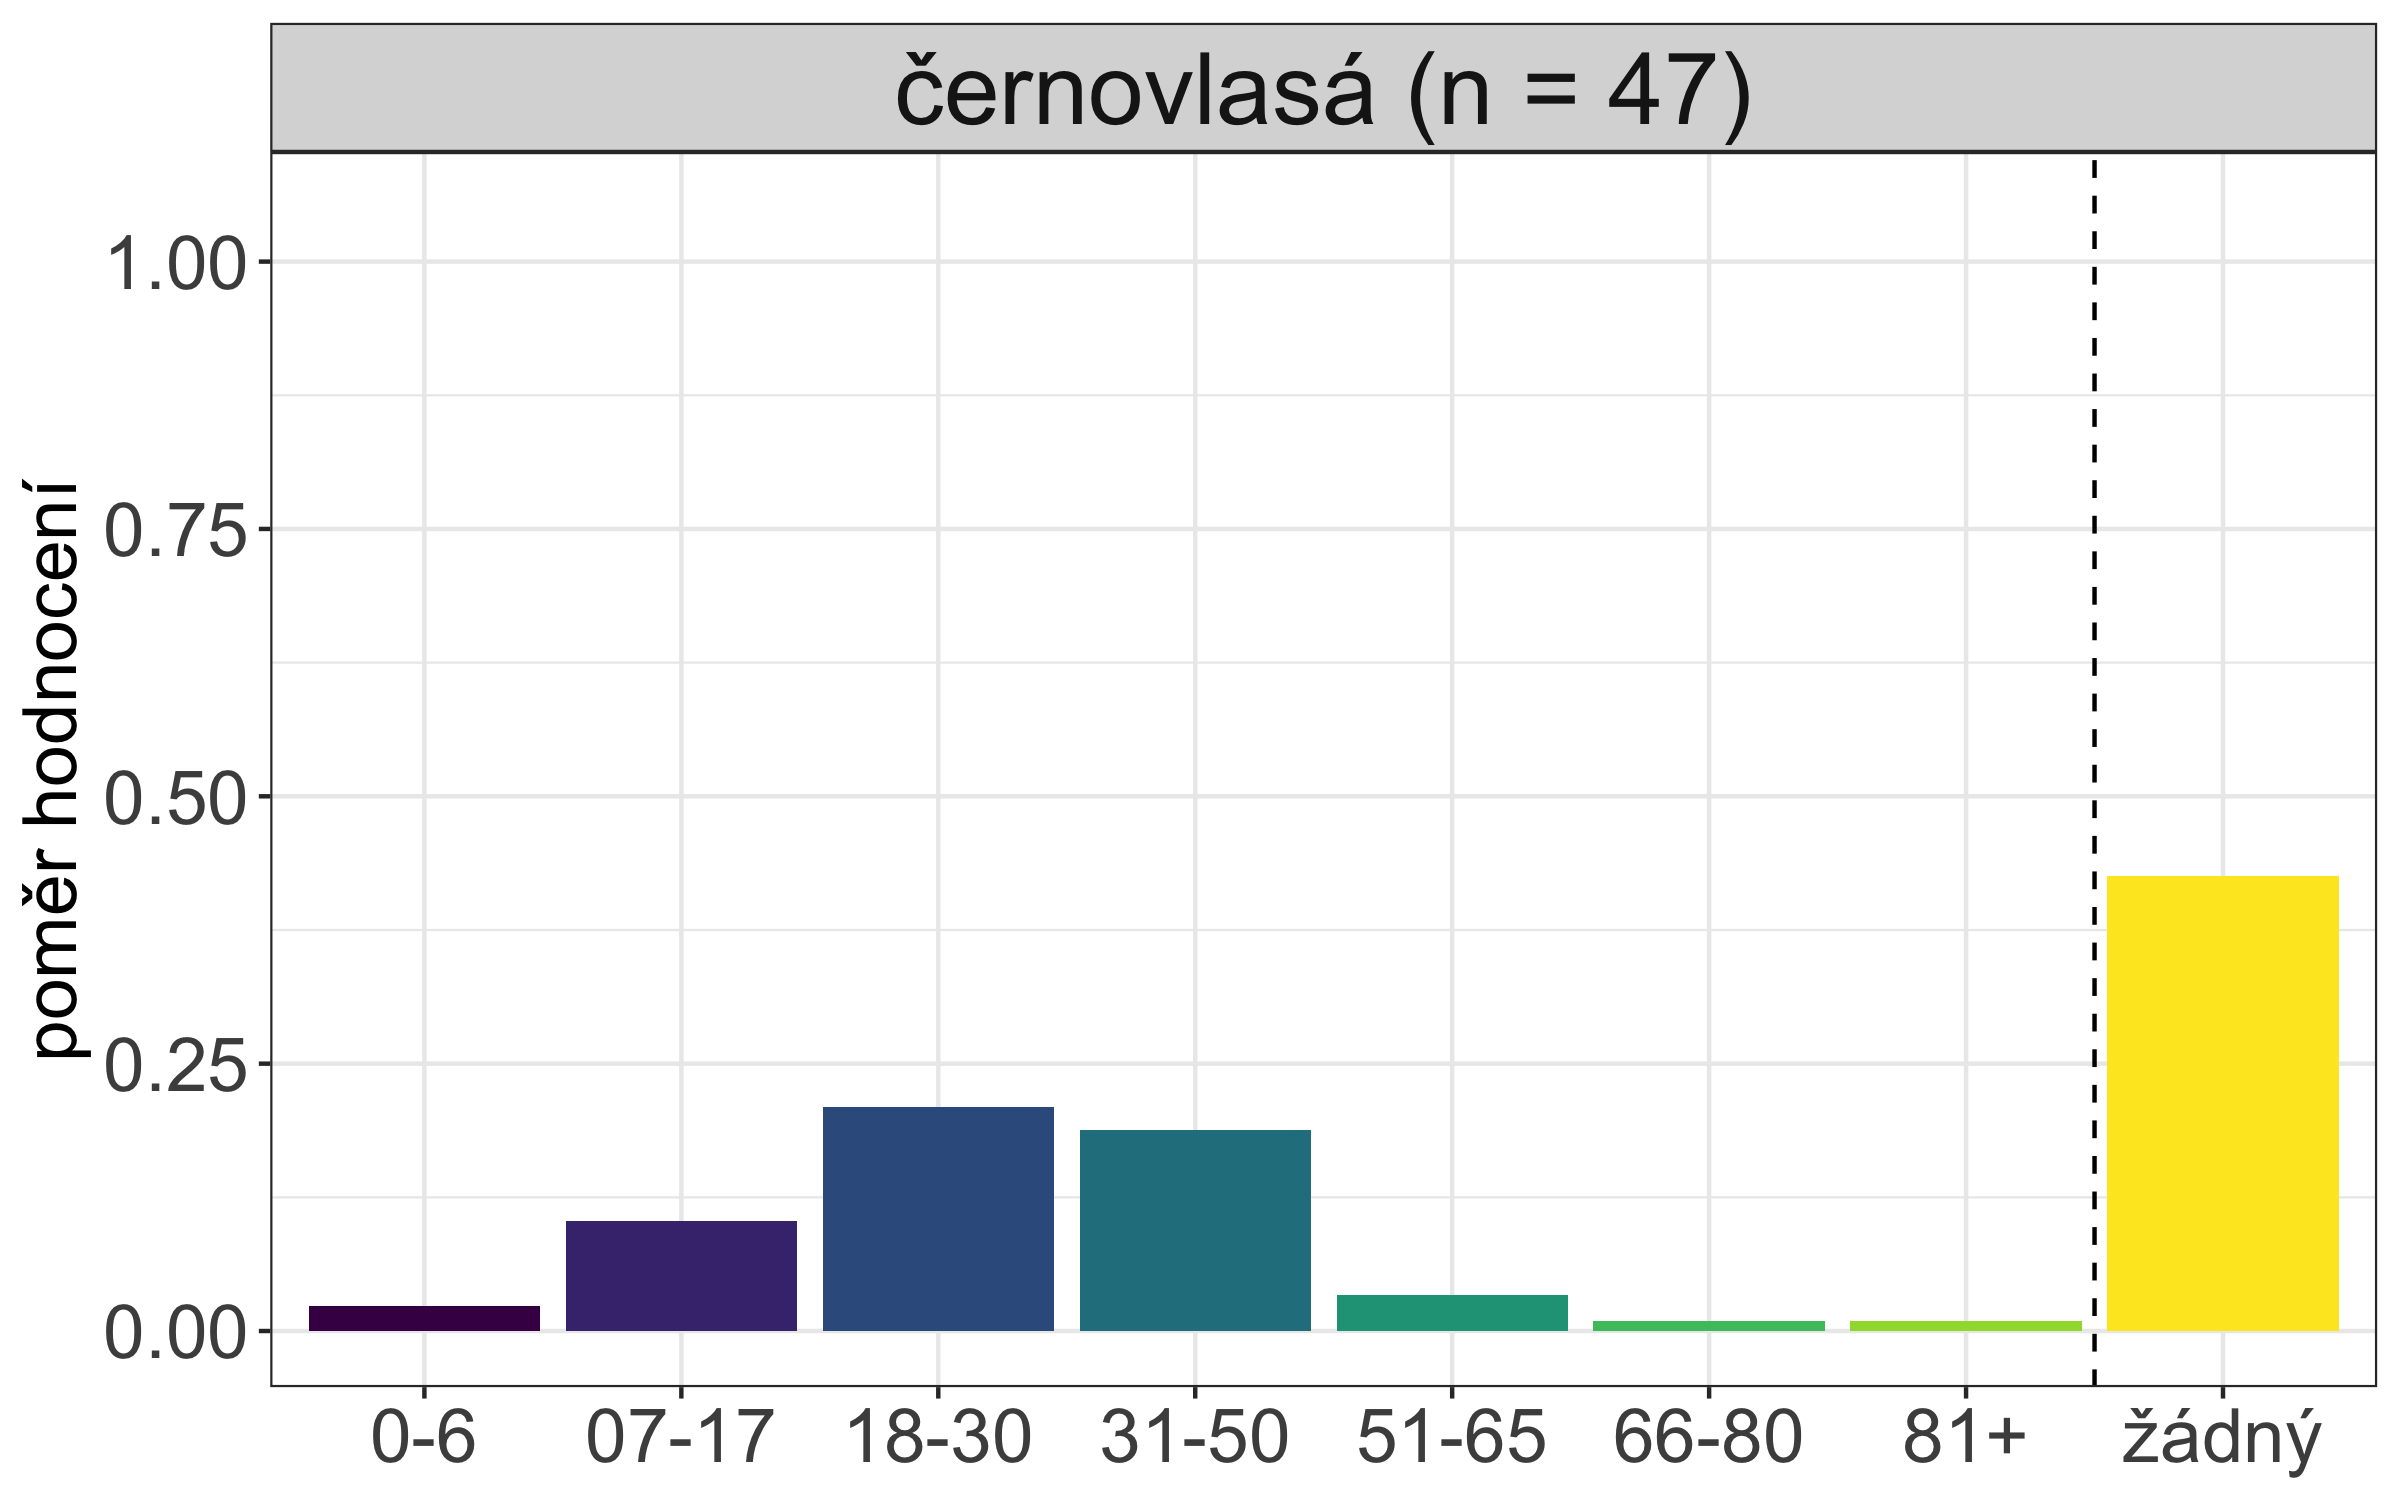 černovlasá (n = 47)
poměr hodnocení
1.00
0.75
0.50
0.25
0.00
0-6 07-17 18-30 31-50 51-65 66-80 81+ žádný